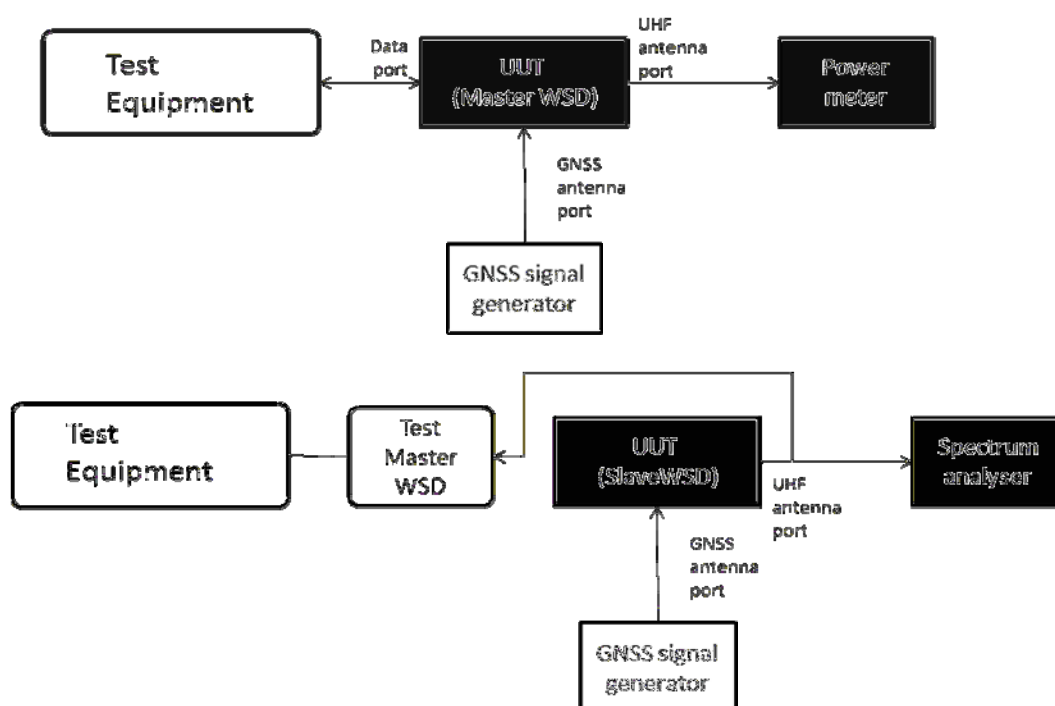 Test
Equipment
Data
port
UUT
(Master WSD)
UHF
antenna
port
Power
meter
GNSS
antenna
port
GNSS signal
generator
Test
Equipment
Test
Master
WSD
UUT
(SlaveWSD)
UHF
antenna
port
Spectrum
analyser
GNSS
antenna
port
GNSS signal
generator